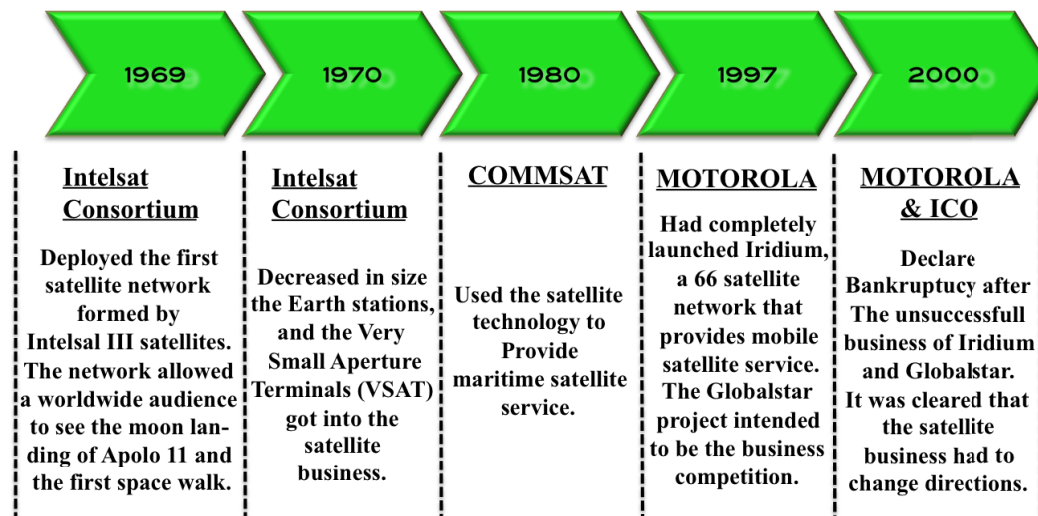 1969
1970
1980
1997
2000
Intelsat
Consortium
Deployed the first
satellite network
formed by
Intelsal III satellites.
The network allowed
a worldwide audience
to see the moon lan-
ding of Apolo 11 and
the first space walk.
Intelsat
Consortium
Decreased in size
the Earth stations,
and the Very
Small Aperture
Terminals (VSAT)
got into the
satellite
business.
COMMSAT
Used the satellite
technology to
Provide
maritime satellite
service.
MOTOROLA
Had completely
launched Iridium,
a 66 satellite
network that
provides mobile
satellite service.
The Globalstar
project intended
to be the business
competition.
MOTOROLA
& ICO
Declare
Bankruptucy after
The unsuccessfull
business of Iridium
and Globalstar.
It was cleared that
the satellite
business had to
change directions.